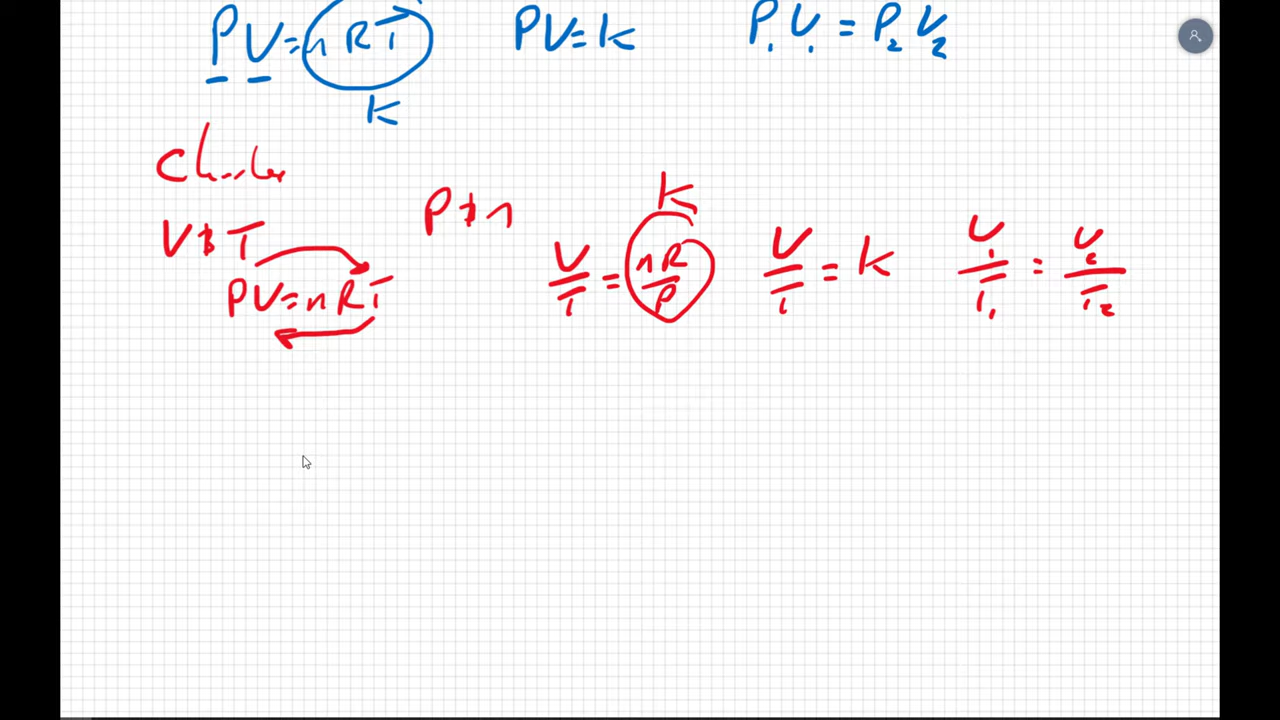 PV=nRT PV=k P₁V₁ = P₂V₂
k
V & T P & n
k
PV=nRT V/T = nR/P V/T = k V₁/T₁ = V₂/T₂